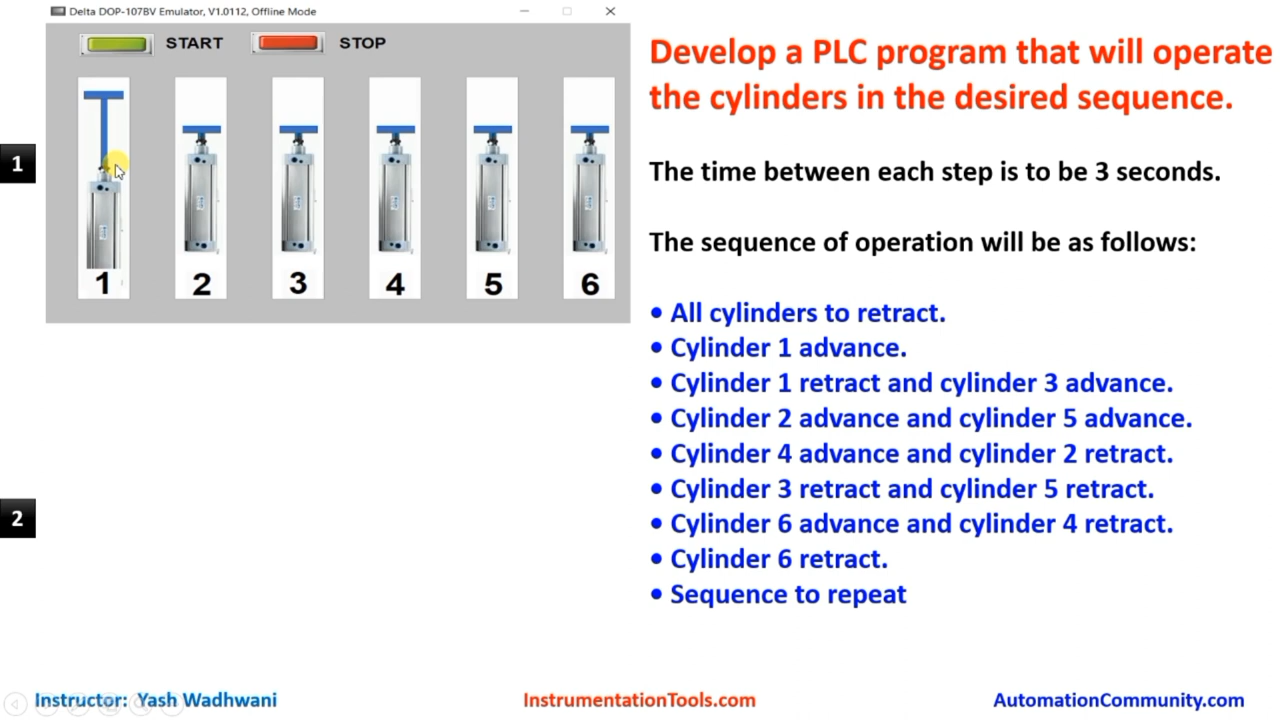 Delta DOP-107BV Emulator, V1.0112, Offline Mode
START
STOP
1
2
3
4
5
6
1
2
Develop a PLC program that will operate
the cylinders in the desired sequence.
The time between each step is to be 3 seconds.
The sequence of operation will be as follows:
• All cylinders to retract.
• Cylinder 1 advance.
• Cylinder 1 retract and cylinder 3 advance.
• Cylinder 2 advance and cylinder 5 advance.
• Cylinder 4 advance and cylinder 2 retract.
• Cylinder 3 retract and cylinder 5 retract.
• Cylinder 6 advance and cylinder 4 retract.
• Cylinder 6 retract.
• Sequence to repeat
Instructor: Yash Wadhwani
InstrumentationTools.com
AutomationCommunity.com